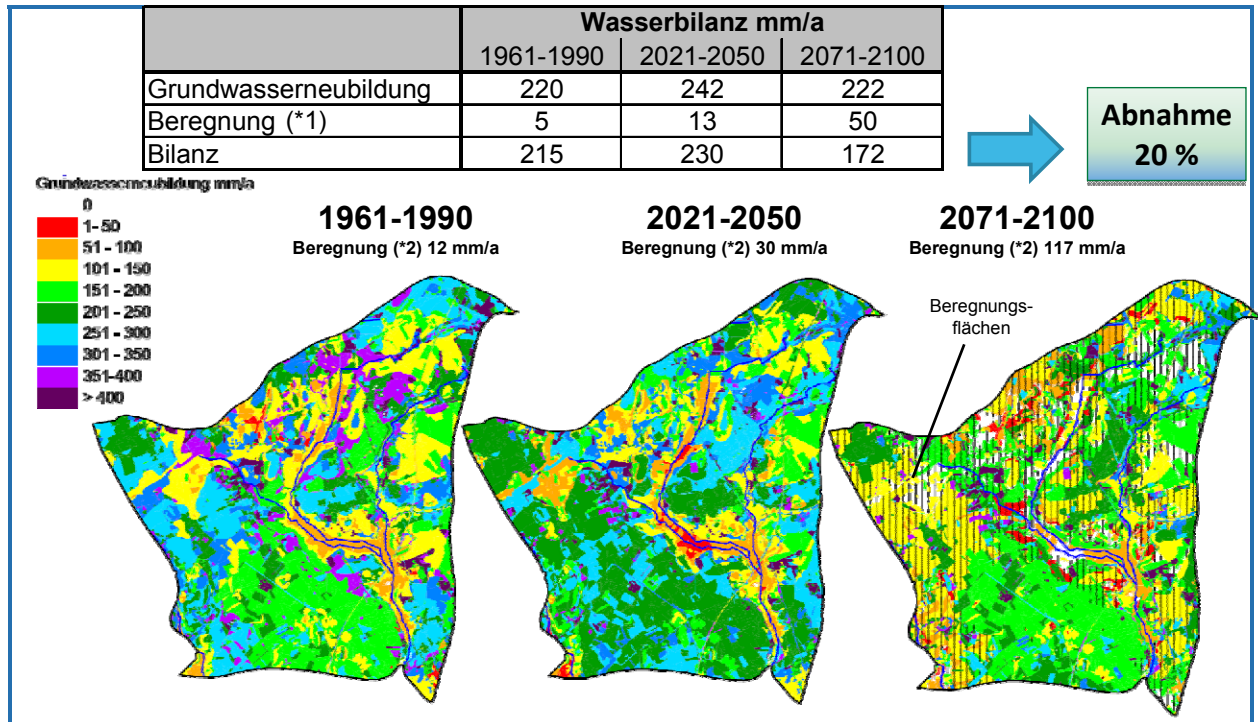 Wasserbilanz mm/a
1961-1990 2021-2050 2071-2100
Grundwasserneubildung 220 242 222
Beregnung (*1) 5 13 50
Bilanz 215 230 172
Abnahme
20 %
Grundwasserneubildung mm/a
0
1- 50
51 - 100
101 - 150
151 - 200
201 - 250
251 - 300
301 - 350
351-400
> 400
1961-1990
Beregnung (*2) 12 mm/a
2021-2050
Beregnung (*2) 30 mm/a
2071-2100
Beregnung (*2) 117 mm/a
Beregnungs-
flächen